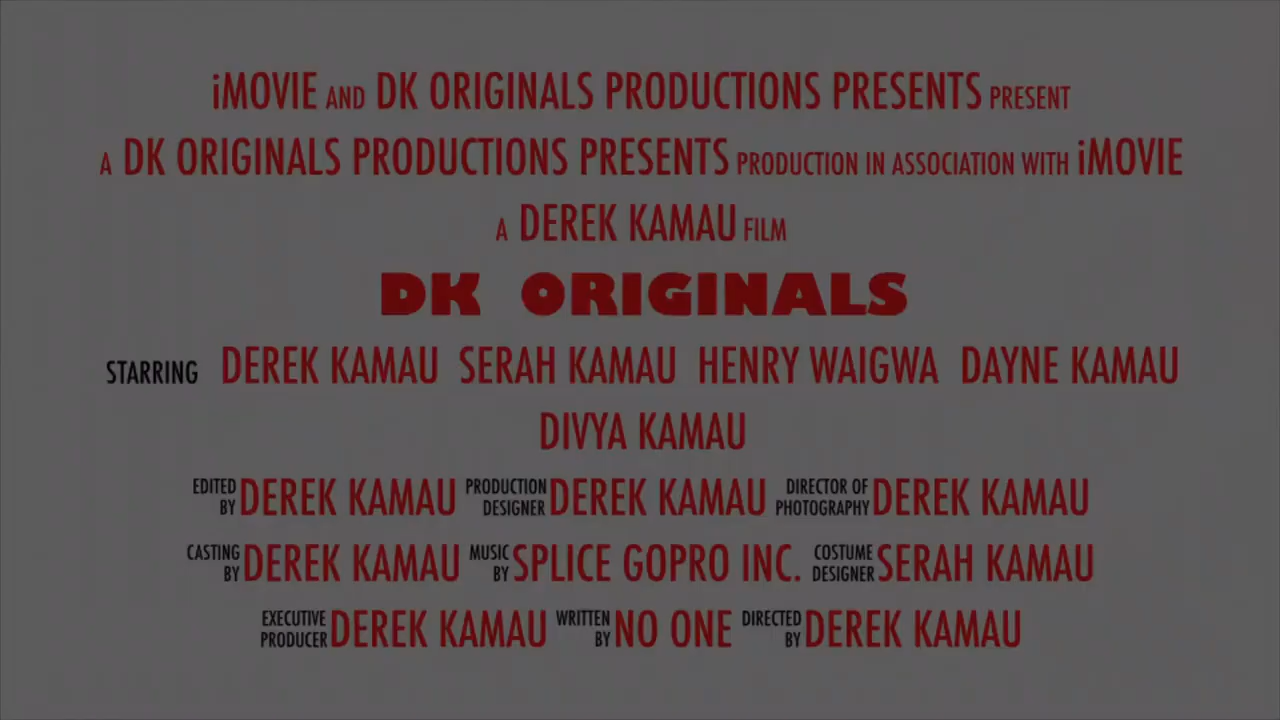 iMOVIE AND DK ORIGINALS PRODUCTIONS PRESENTS PRESENT
A DK ORIGINALS PRODUCTIONS PRESENTS PRODUCTION IN ASSOCIATION WITH iMOVIE
A DEREK KAMAU FILM
DK ORIGINALS
STARRING DEREK KAMAU SERAH KAMAU HENRY WAIGWA DAYNE KAMAU
DIVYA KAMAU
EDITED BY DEREK KAMAU PRODUCTION DESIGNER DEREK KAMAU DIRECTOR OF PHOTOGRAPHY DEREK KAMAU
CASTING BY DEREK KAMAU MUSIC BY SPLICE GOPRO INC. COSTUME DESIGNER SERAH KAMAU
EXECUTIVE PRODUCER DEREK KAMAU WRITTEN BY NO ONE DIRECTED BY DEREK KAMAU